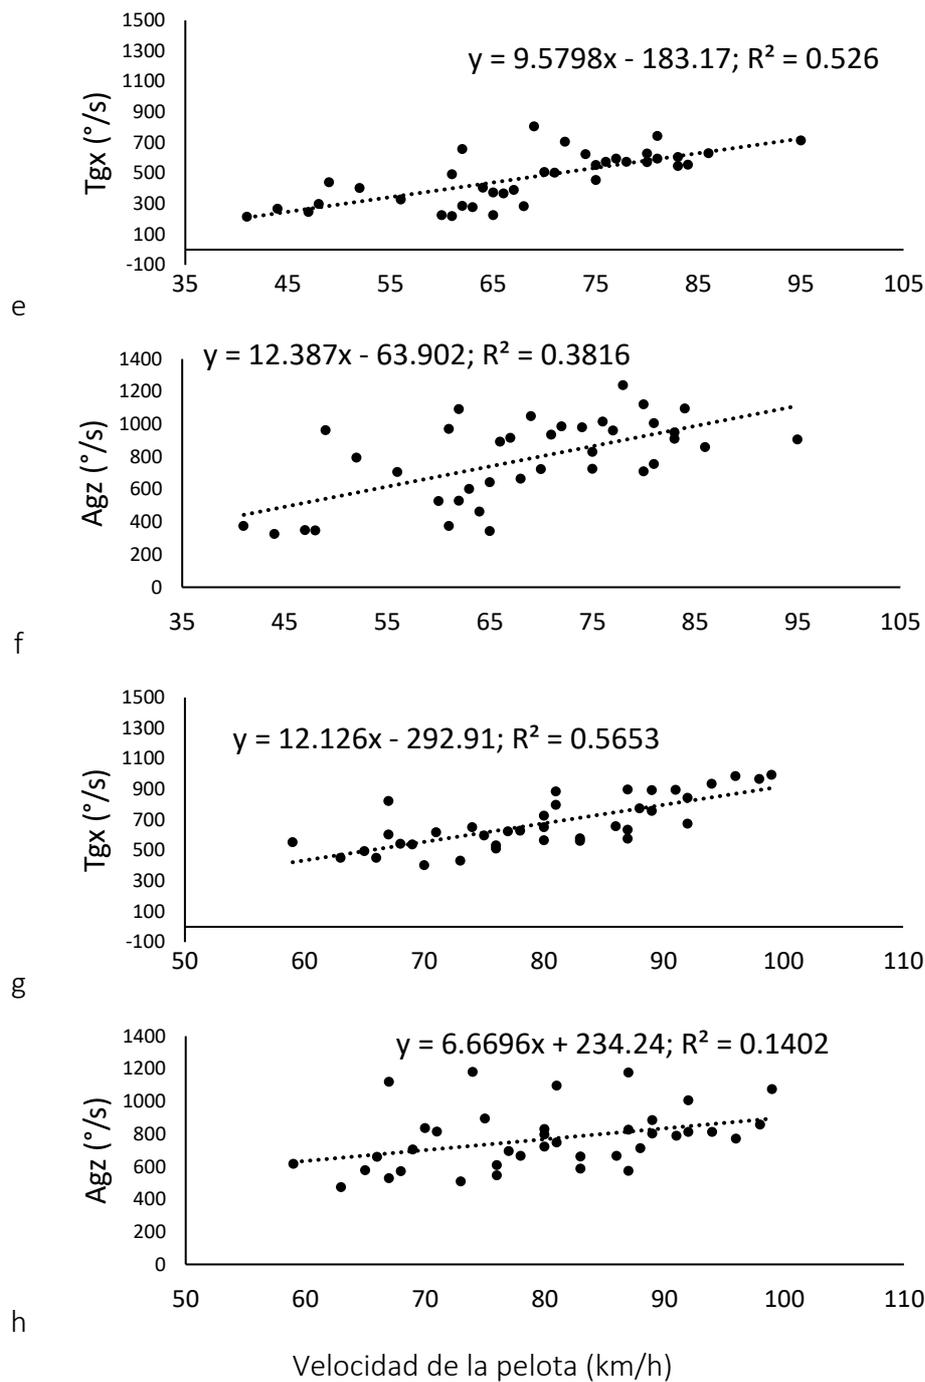 1500
1300
1100
900
700
500
300
100
-100
Tgx (°/s)
y = 9.5798x - 183.17; R² = 0.526
35 45 55 65 75 85 95 105
e
1400
1200
1000
800
600
400
200
0
Agz (°/s)
y = 12.387x - 63.902; R² = 0.3816
35 45 55 65 75 85 95 105
f
1500
1300
1100
900
700
500
300
100
-100
Tgx (°/s)
y = 12.126x - 292.91; R² = 0.5653
50 60 70 80 90 100 110
g
1400
1200
1000
800
600
400
200
0
Agz (°/s)
y = 6.6696x + 234.24; R² = 0.1402
50 60 70 80 90 100 110
h
Velocidad de la pelota (km/h)